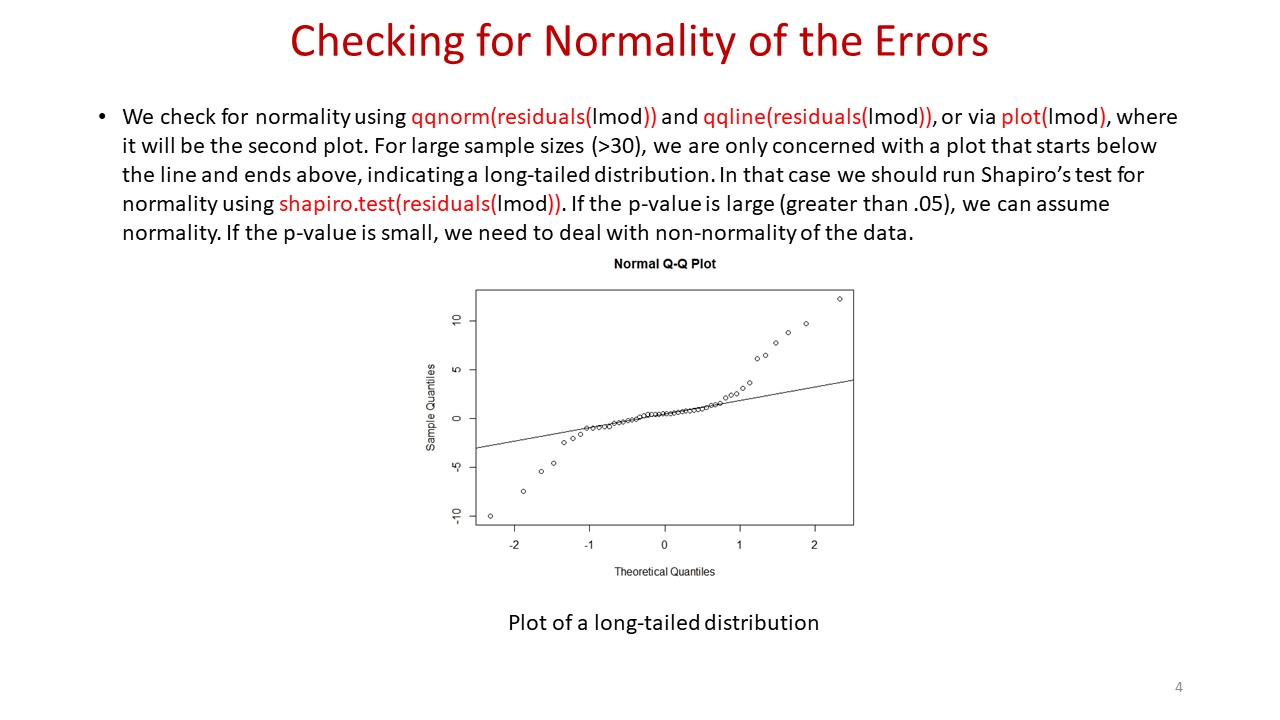 Checking for Normality of the Errors
• We check for normality using qqnorm(residuals(lmod)) and qqline(residuals(lmod)), or via plot(lmod), where
it will be the second plot. For large sample sizes (>30), we are only concerned with a plot that starts below
the line and ends above, indicating a long-tailed distribution. In that case we should run Shapiro’s test for
normality using shapiro.test(residuals(lmod)). If the p-value is large (greater than .05), we can assume
normality. If the p-value is small, we need to deal with non-normality of the data.
Normal Q-Q Plot
Sample Quantiles
10
5
0
-5
-10
-2 -1 0 1 2
Theoretical Quantiles
Plot of a long-tailed distribution
4